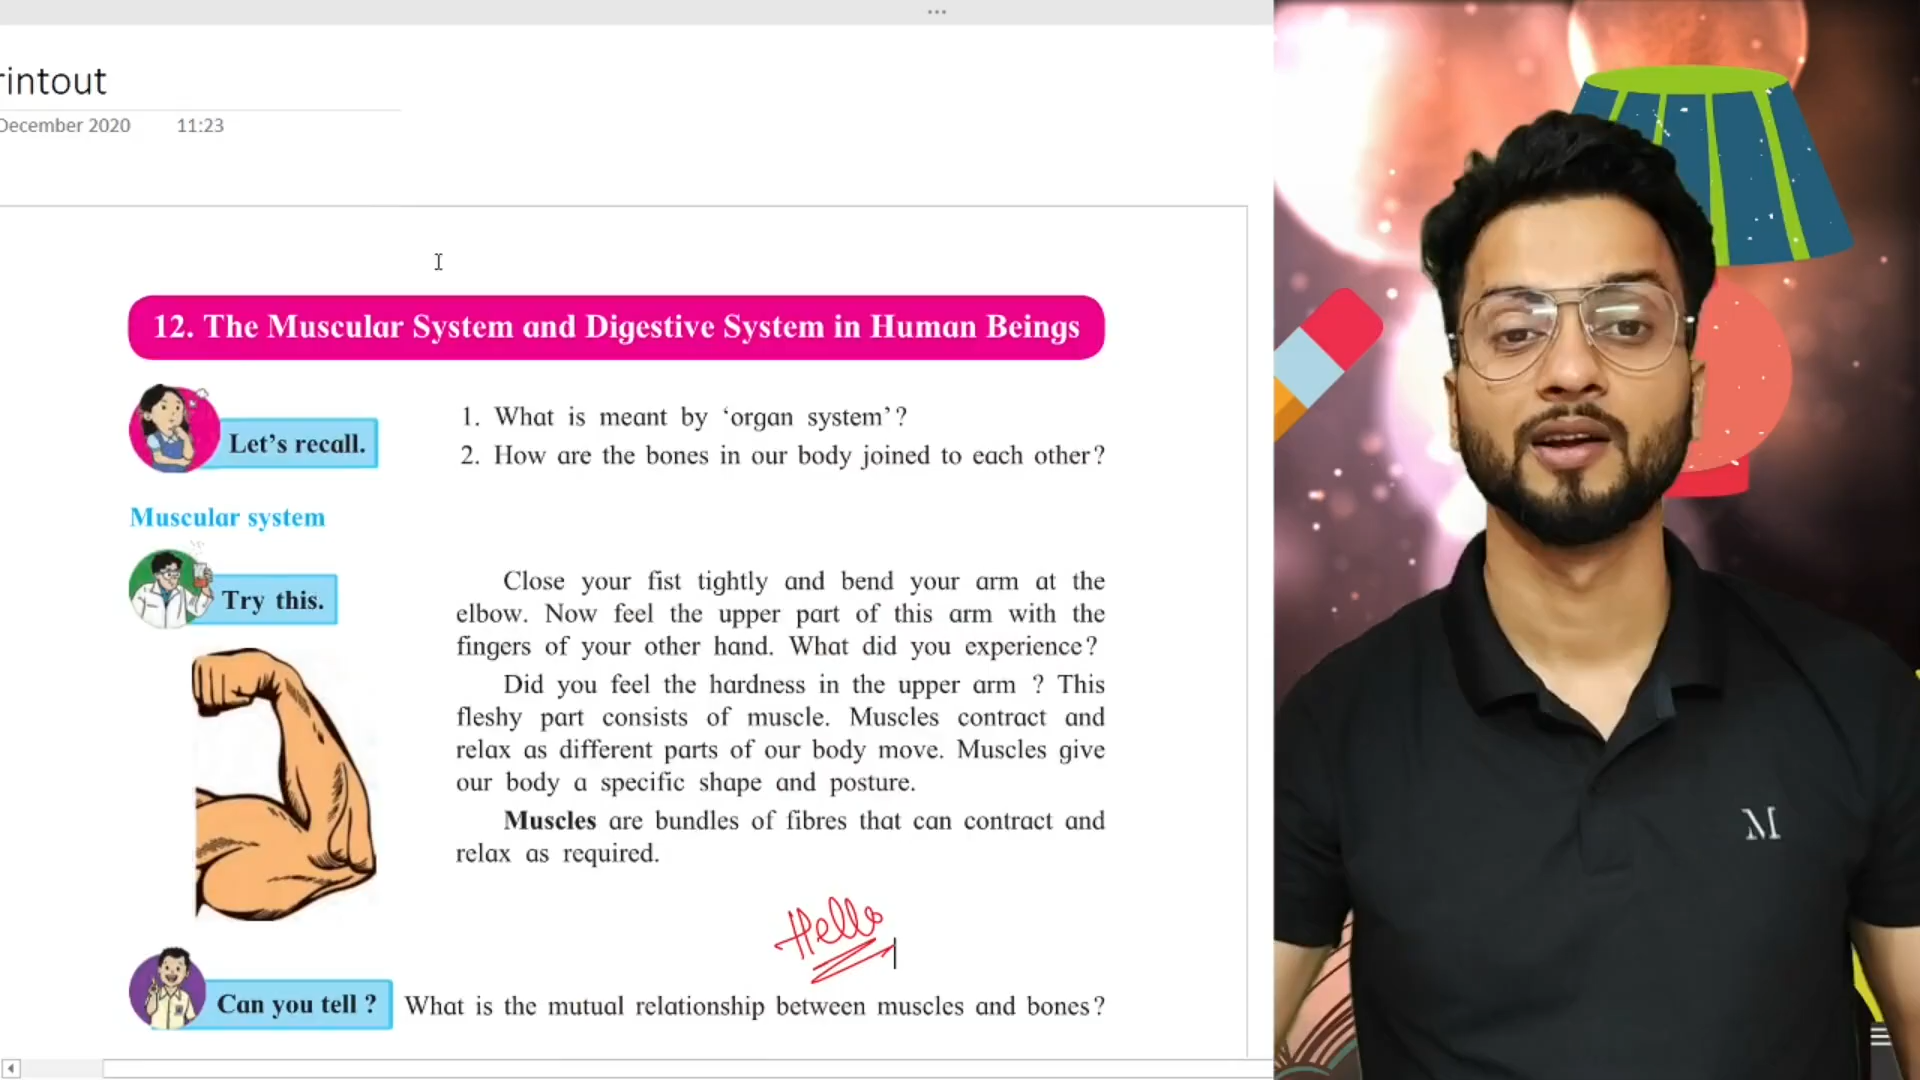 rintout
December 2020 11:23
12. The Muscular System and Digestive System in Human Beings
Let's recall.
1. What is meant by ‘organ system’?
2. How are the bones in our body joined to each other?
Muscular system
Try this.
Close your fist tightly and bend your arm at the
elbow. Now feel the upper part of this arm with the
fingers of your other hand. What did you experience?
Did you feel the hardness in the upper arm ? This
fleshy part consists of muscle. Muscles contract and
relax as different parts of our body move. Muscles give
our body a specific shape and posture.
Muscles are bundles of fibres that can contract and
relax as required.
Hello
Can you tell ? What is the mutual relationship between muscles and bones?
M